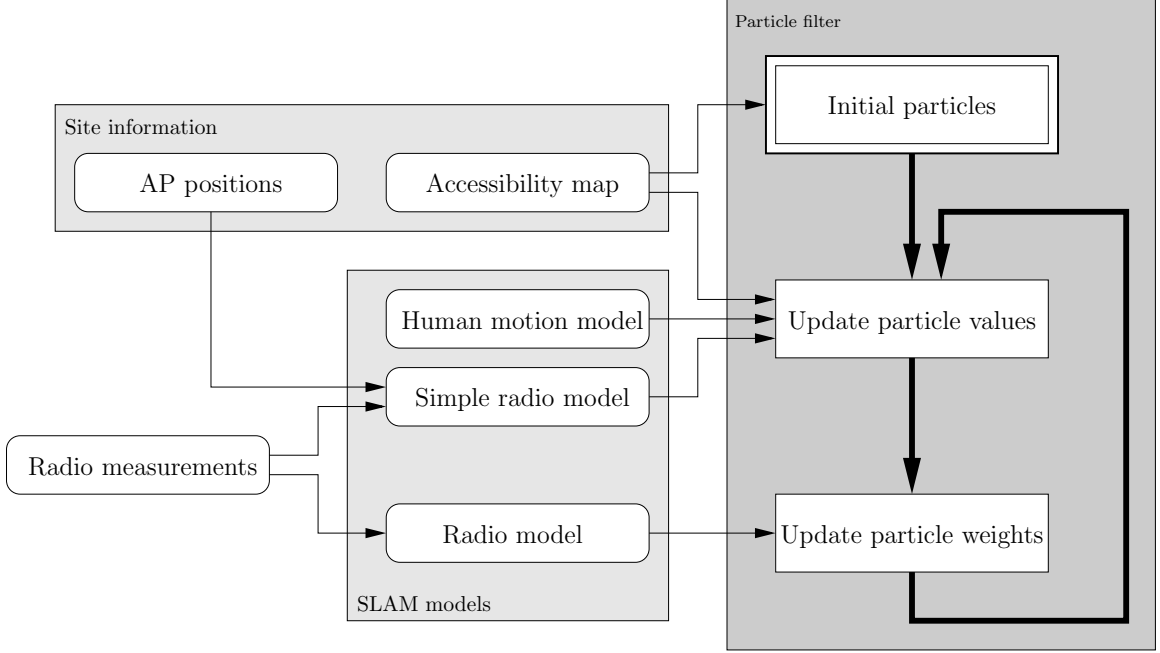 Particle filter
Initial particles
Site information
AP positions
Accessibility map
Human motion model
Update particle values
Simple radio model
Radio measurements
Radio model
Update particle weights
SLAM models